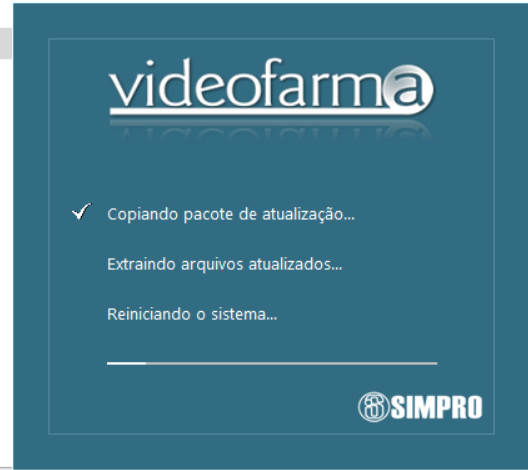 videofarma
Copiando pacote de atualização...
Extraindo arquivos atualizados...
Reiniciando o sistema...
SIMPRO